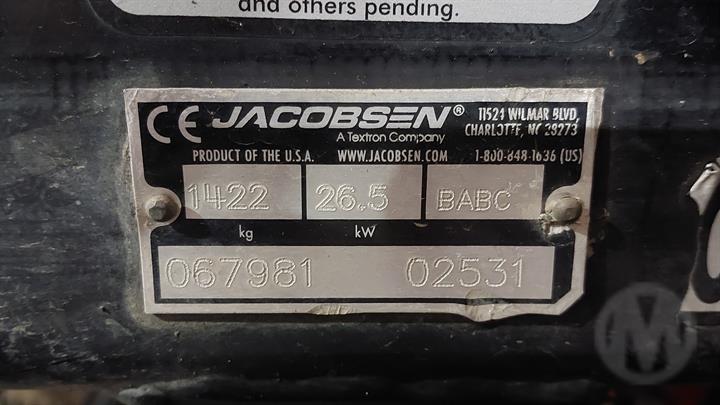 and others pending.
CE JACOBSEN® 11524 WILMAR BLVD,
A Textron Company CHARLOTTE, NC 28273
PRODUCT OF THE U.S.A. WWW.JACOBSEN.COM 1-800-848-1636 (US)
1422 26.5 BABC
kg kW
067981 02531
M